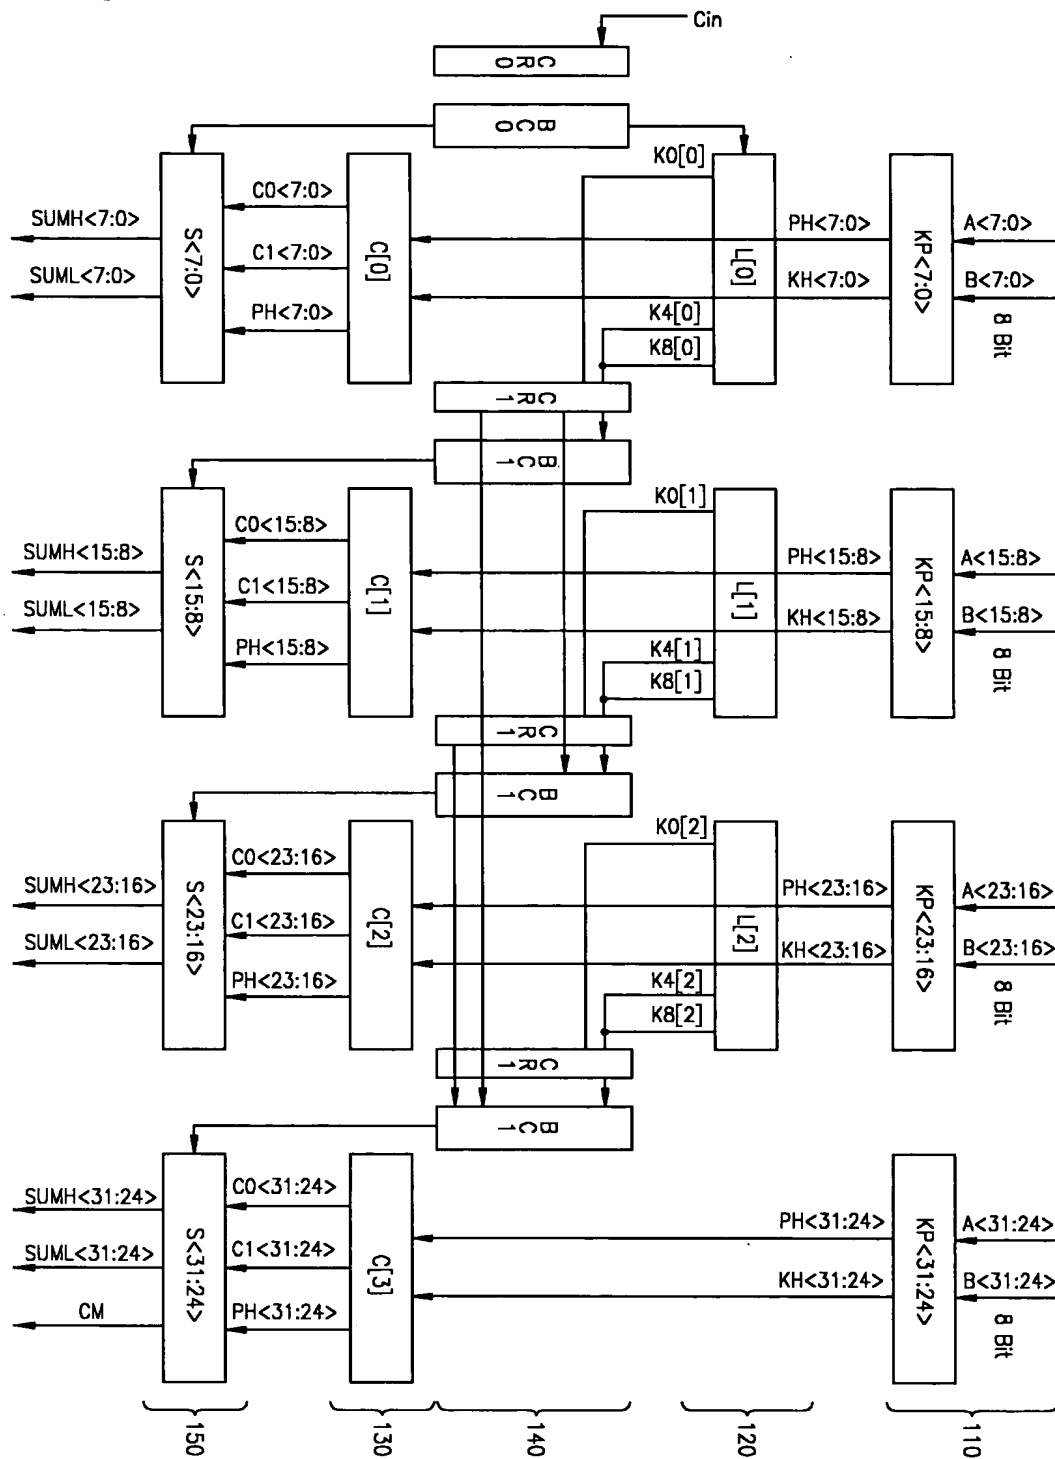 Cin
CR0
BC0
K0[0]
SUMH<7:0>
SUML<7:0>
S<7:0>
C0<7:0>
C1<7:0>
PH<7:0>
C[0]
K4[0]
K8[0]
L[0]
PH<7:0>
KH<7:0>
KP<7:0>
A<7:0>
B<7:0>
8 Bit
CR1
BC1
K0[1]
SUMH<15:8>
SUML<15:8>
S<15:8>
C0<15:8>
C1<15:8>
PH<15:8>
C[1]
K4[1]
K8[1]
L[1]
PH<15:8>
KH<15:8>
KP<15:8>
A<15:8>
B<15:8>
8 Bit
CR1
BC1
K0[2]
SUMH<23:16>
SUML<23:16>
S<23:16>
C0<23:16>
C1<23:16>
PH<23:16>
C[2]
K4[2]
K8[2]
L[2]
PH<23:16>
KH<23:16>
KP<23:16>
A<23:16>
B<23:16>
8 Bit
CR1
BC1
SUMH<31:24>
SUML<31:24>
CM
S<31:24>
C0<31:24>
C1<31:24>
PH<31:24>
C[3]
PH<31:24>
KH<31:24>
KP<31:24>
A<31:24>
B<31:24>
8 Bit
150
130
140
120
110